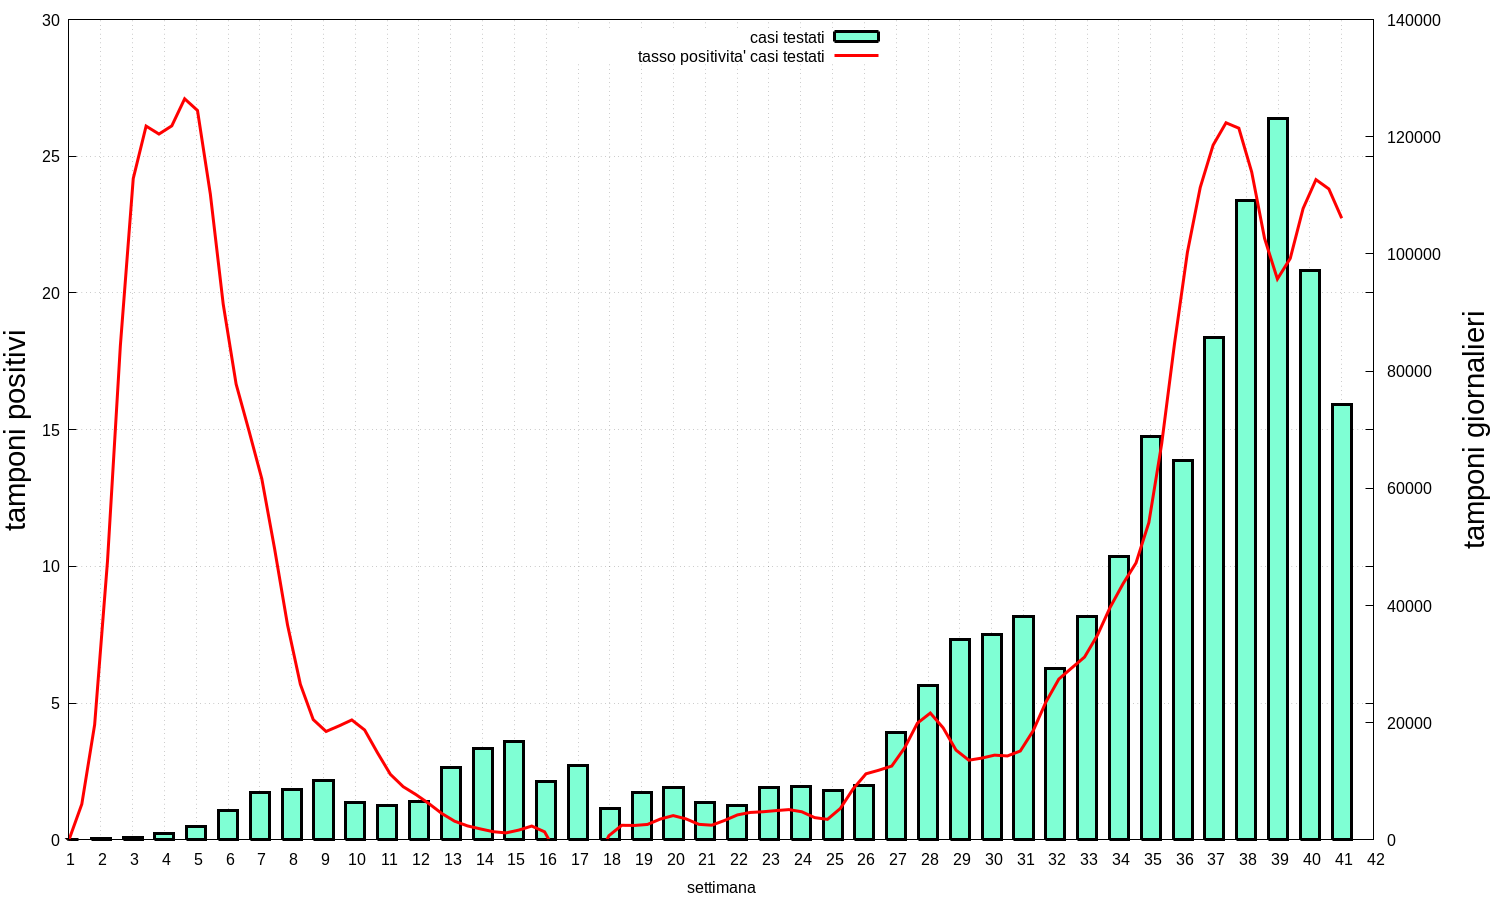 casi testati
tasso positivita' casi testati
30
25
20
15
10
5
0
tamponi positivi
140000
120000
100000
80000
60000
40000
20000
0
tamponi giornalieri
1 2 3 4 5 6 7 8 9 10 11 12 13 14 15 16 17 18 19 20 21 22 23 24 25 26 27 28 29 30 31 32 33 34 35 36 37 38 39 40 41 42
settimana